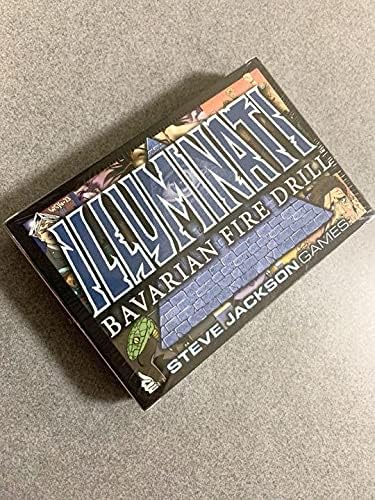 ILLUMINATI
BAVARIAN FIRE DRILL
STEVE JACKSON GAMES